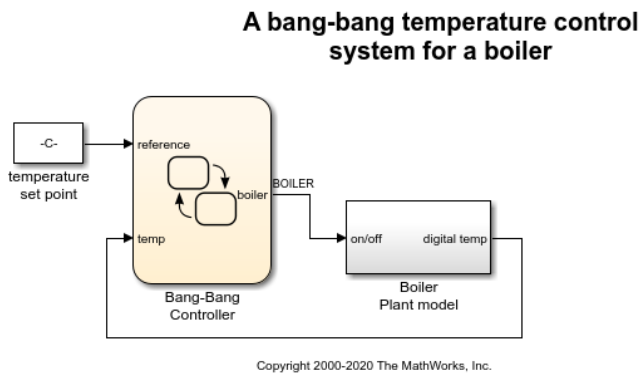 A bang-bang temperature control
system for a boiler
-C-
temperature
set point
reference
boiler
temp
Bang-Bang
Controller
BOILER
on/off
digital temp
Boiler
Plant model
Copyright 2000-2020 The MathWorks, Inc.